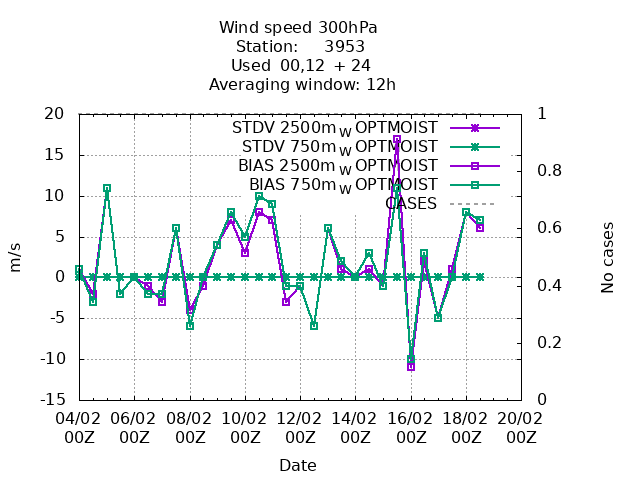 Wind speed 300hPa
Station: 3953
Used 00,12 + 24
Averaging window: 12h
STDV 2500m W OPTMOIST
STDV 750m W OPTMOIST
BIAS 2500m W OPTMOIST
BIAS 750m W OPTMOIST
CASES
20
15
10
5
0
-5
-10
-15
m/s
1
0.8
0.6
0.4
0.2
0
No cases
04/02 06/02 08/02 10/02 12/02 14/02 16/02 18/02 20/02
00Z 00Z 00Z 00Z 00Z 00Z 00Z 00Z 00Z
Date